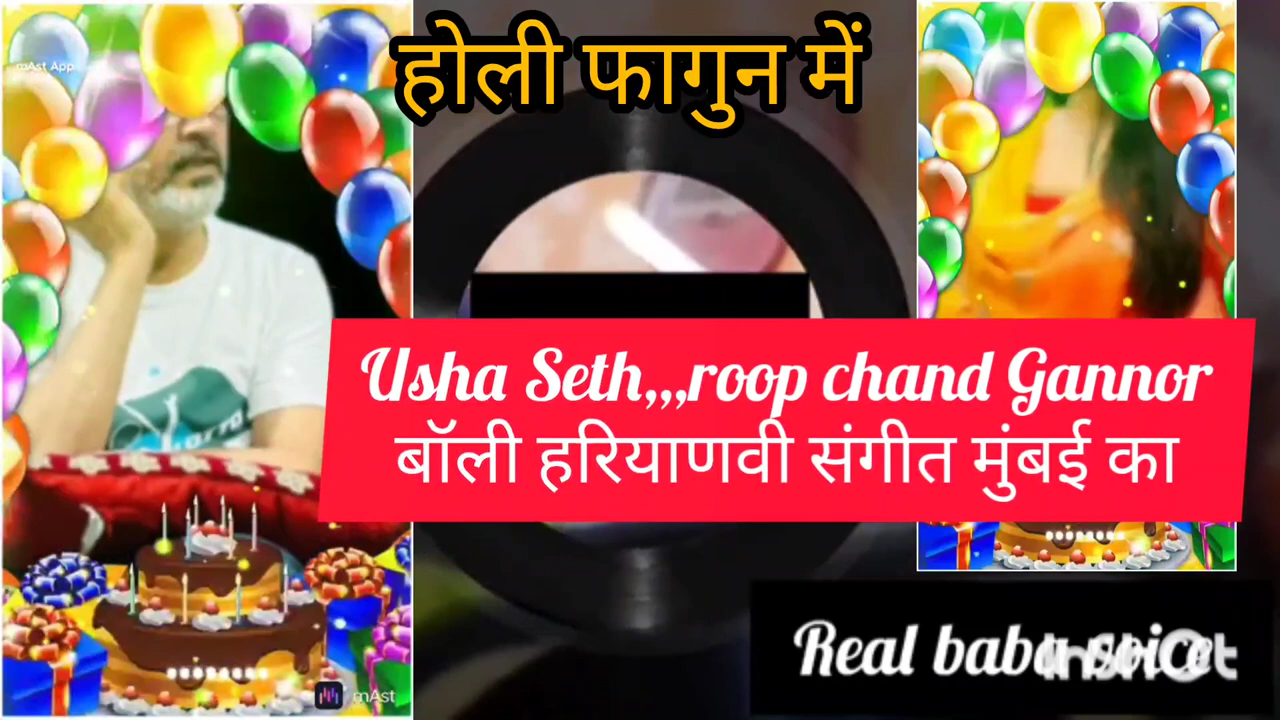 mAst App
होली फागुन में
Usha Seth,,,roop chand Gannor
बॉली हरियाणवी संगीत मुंबई का
Real baba
mAst